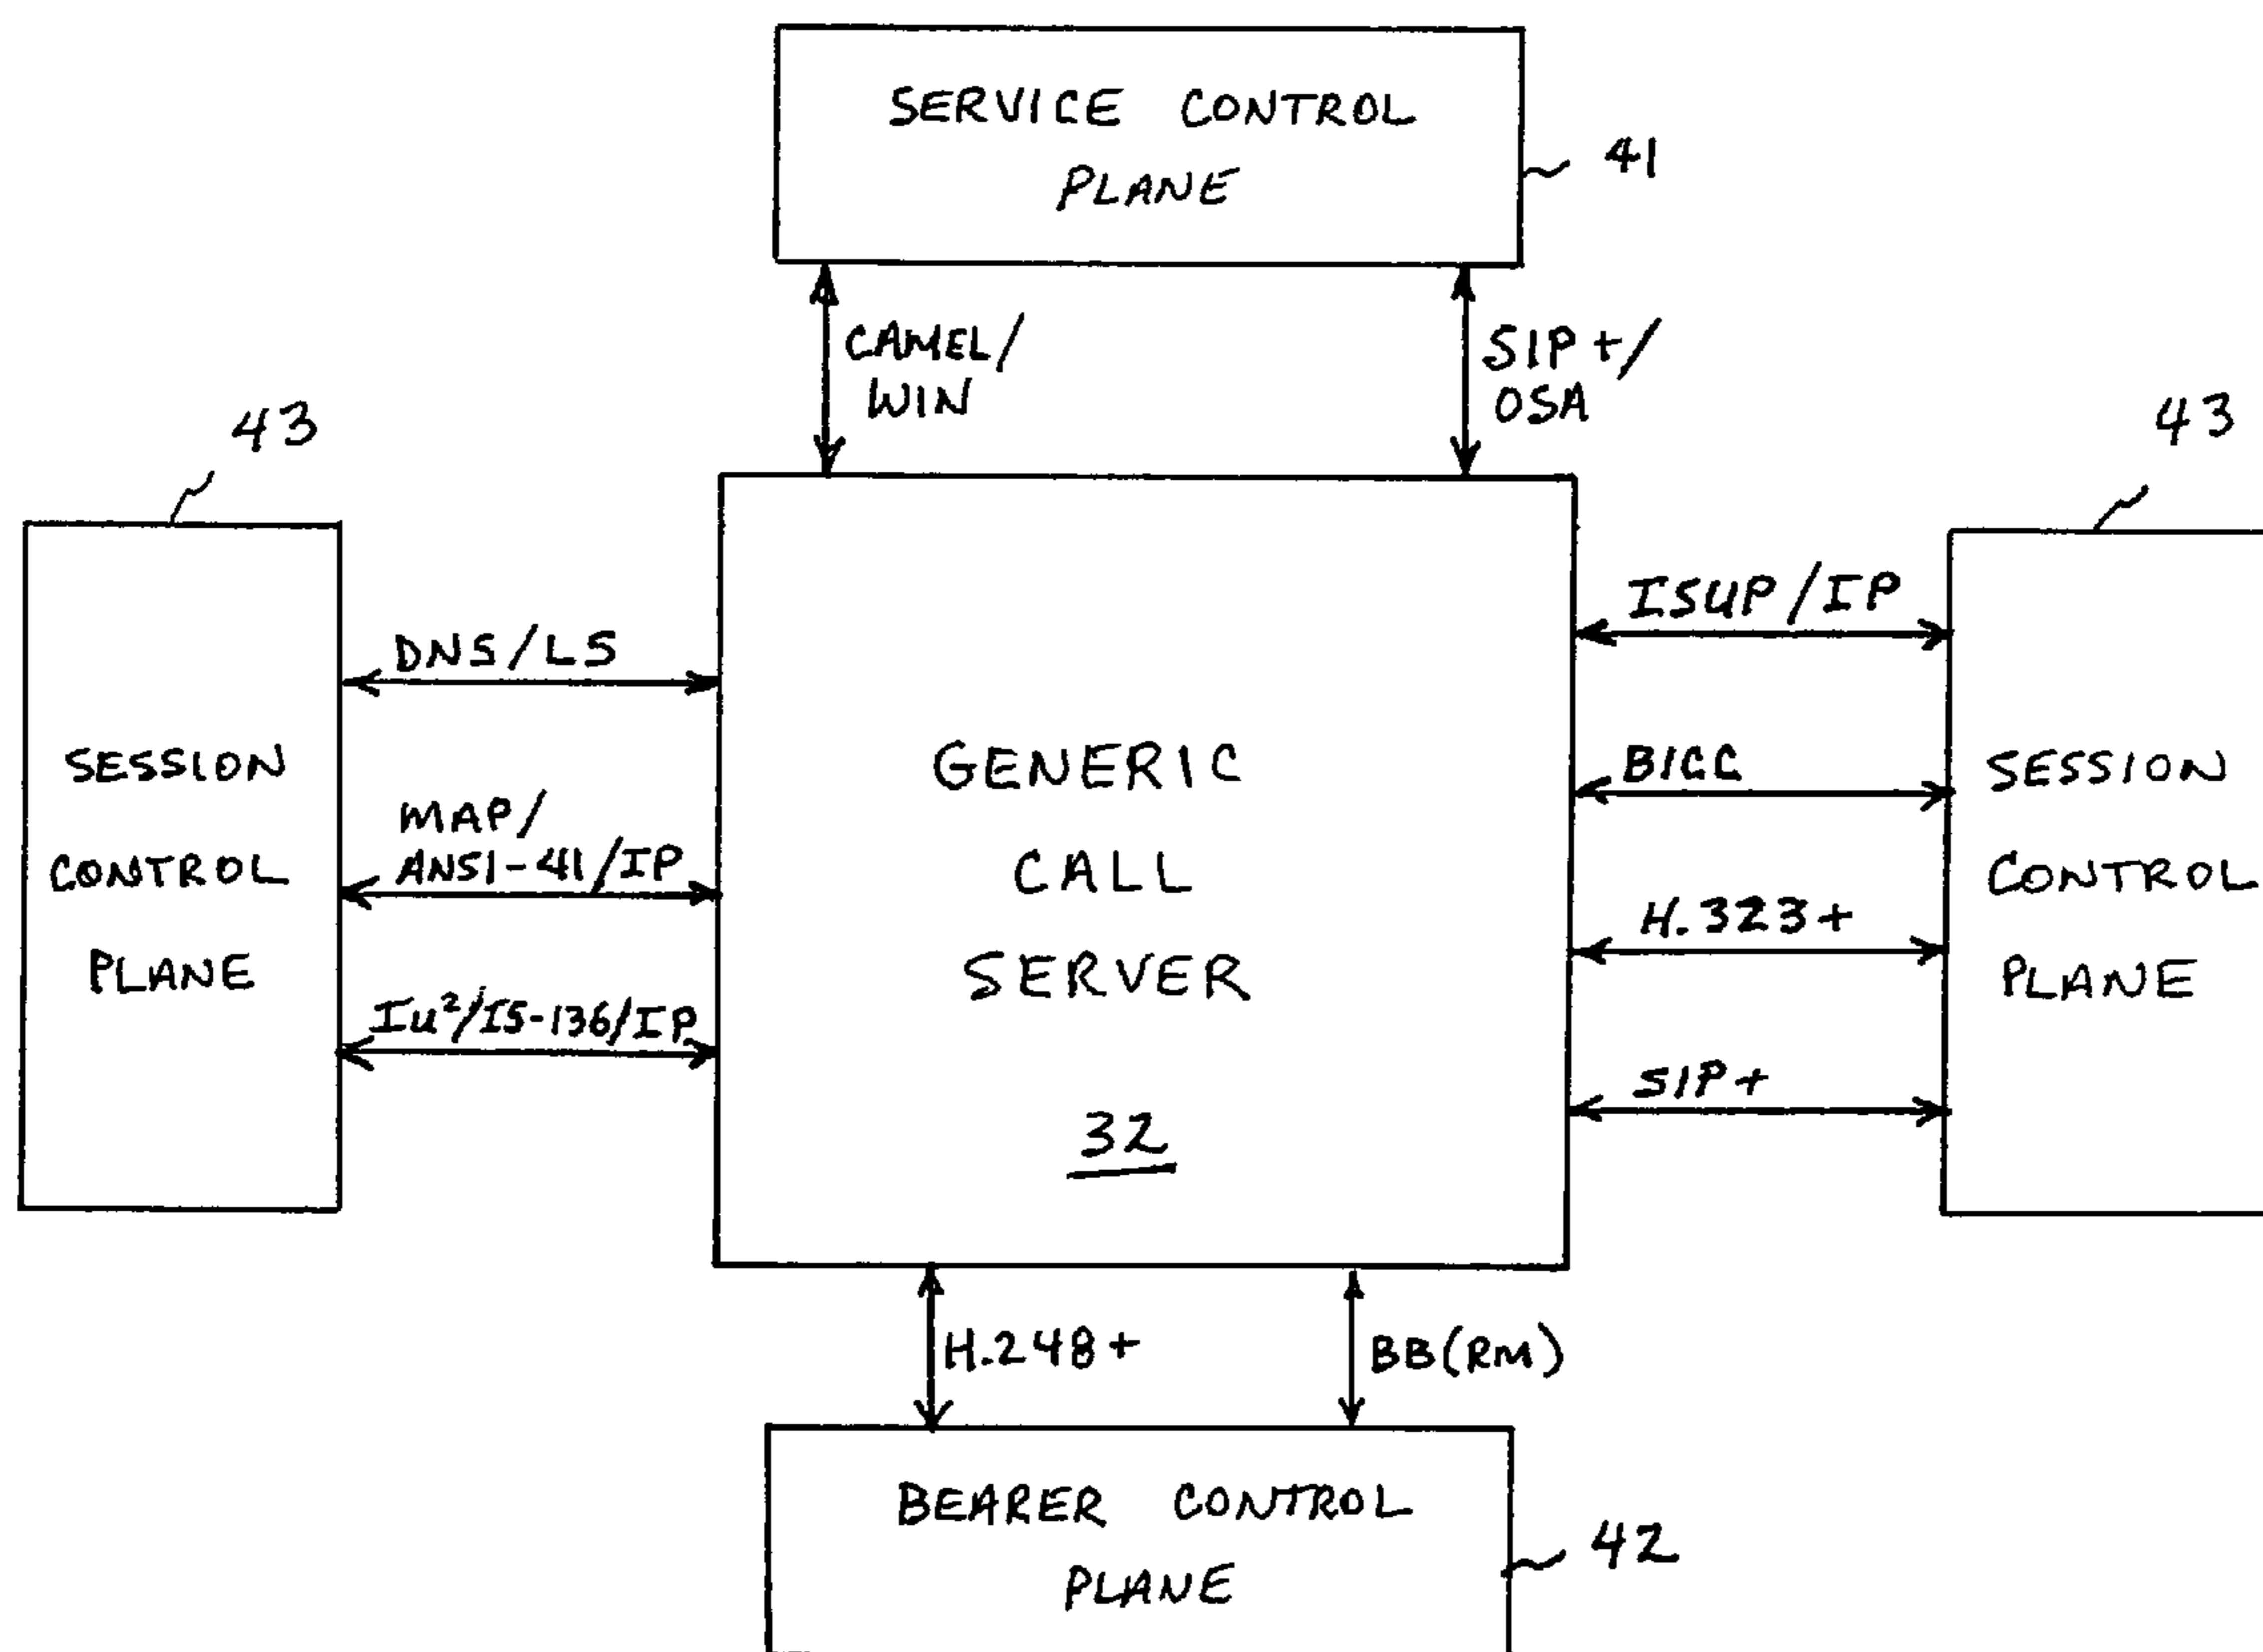 SERVICE CONTROL
PLANE
41
CAMEL/
WIN
SIP+/
OSA
43
43
SESSION
CONTROL
PLANE
DNS/LS
MAP/
ANSI-41/IP
Iu²/IS-136/IP
GENERIC
CALL
SERVER
32
ISUP/IP
BICC
H.323+
SIP+
SESSION
CONTROL
PLANE
H.248+
BB(RM)
BEARER CONTROL
PLANE
42